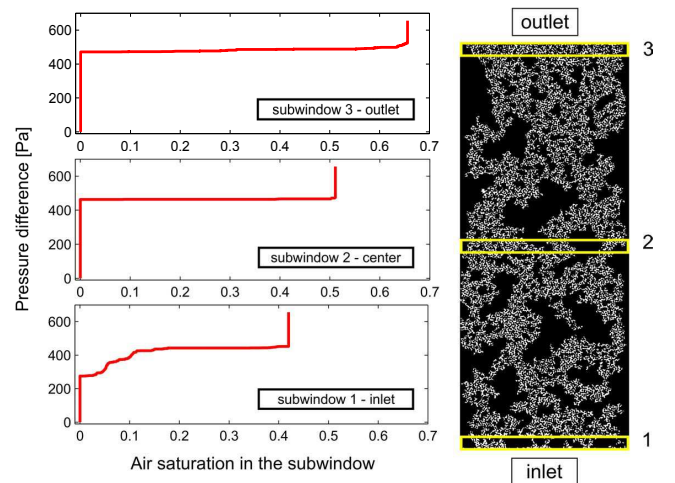 Pressure difference [Pa]
600
400
200
0
subwindow 3 - outlet
0 0.1 0.2 0.3 0.4 0.5 0.6 0.7
600
400
200
0
subwindow 2 - center
0 0.1 0.2 0.3 0.4 0.5 0.6 0.7
600
400
200
0
subwindow 1 - inlet
0 0.1 0.2 0.3 0.4 0.5 0.6 0.7
Air saturation in the subwindow
outlet
3
2
1
inlet